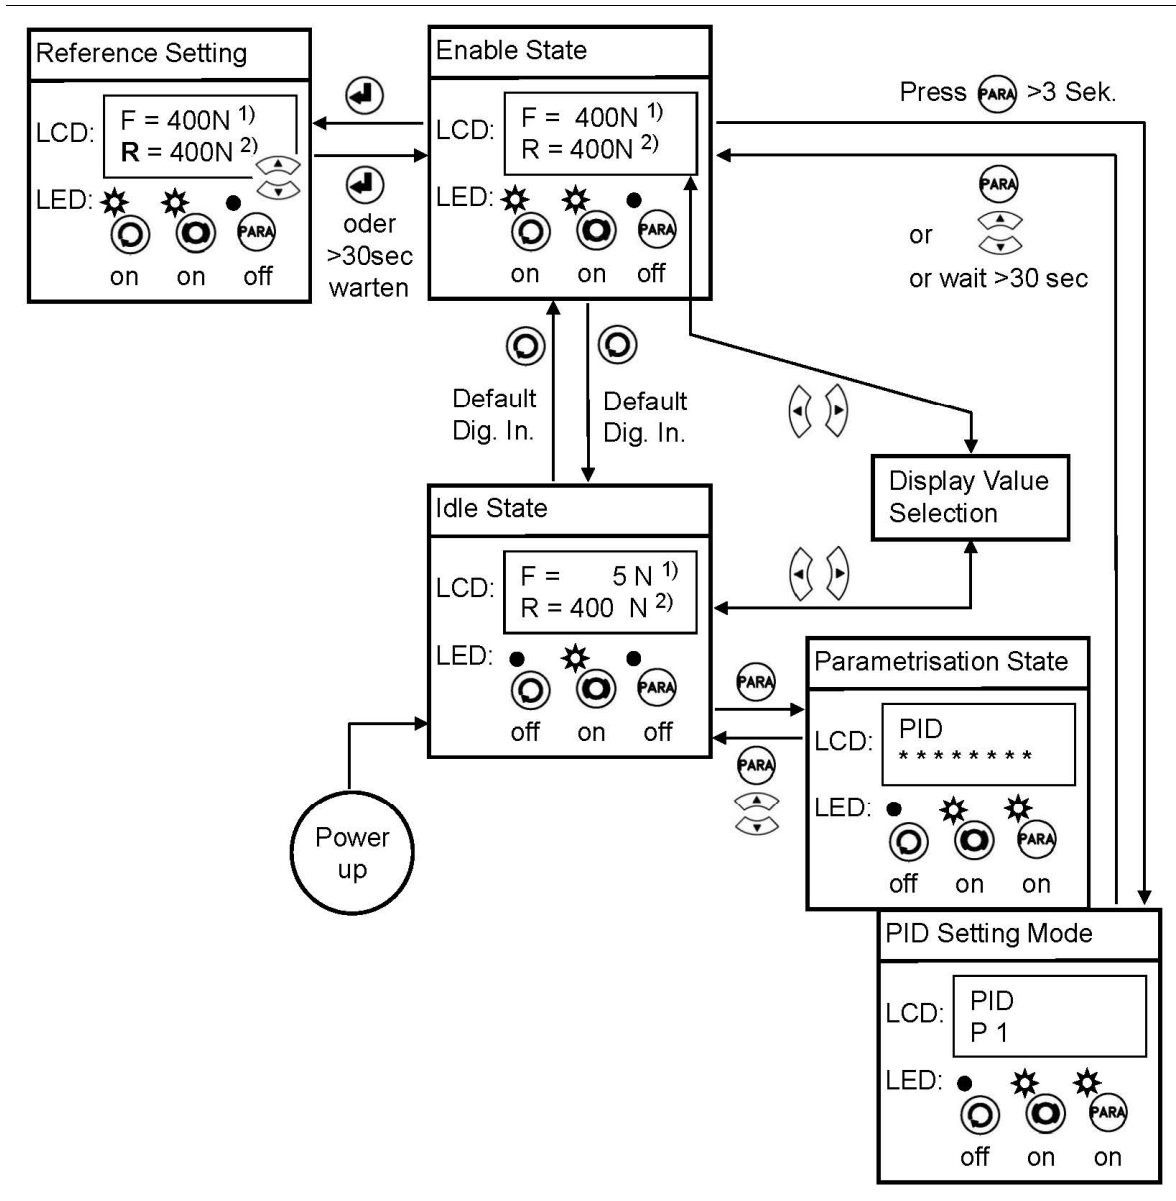 Reference Setting
LCD:
F = 400N 1)
R = 400N 2)
LED:
PARA
on on off
oder
>30sec
warten
Enable State
LCD:
F = 400N 1)
R = 400N 2)
LED:
PARA
on on off
Press PARA >3 Sek.
PARA
or
or wait >30 sec
Default
Dig. In.
Default
Dig. In.
Display Value
Selection
Idle State
LCD:
F = 5 N 1)
R = 400 N 2)
LED:
PARA
off on off
PARA
PARA
Power
up
Parametrisation State
LCD:
PID
* * * * * * * *
LED:
PARA
off on on
PID Setting Mode
LCD:
PID
P 1
LED:
PARA
off on on